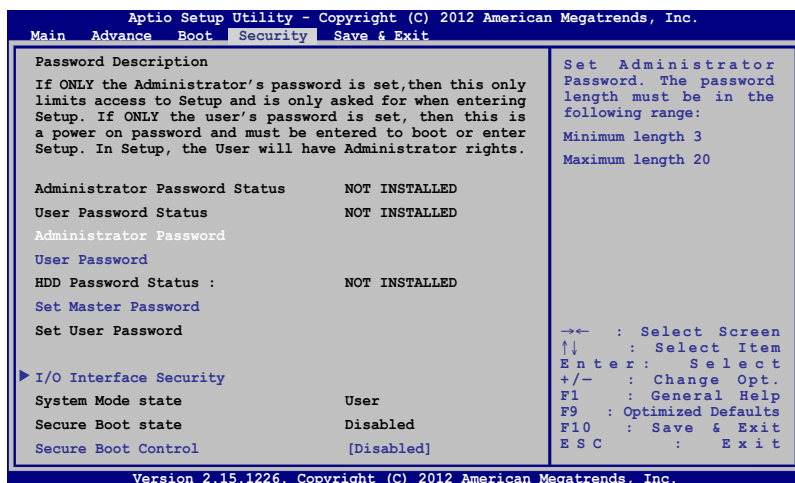 Aptio Setup Utility - Copyright (C) 2012 American Megatrends, Inc.
Main Advance Boot Security Save & Exit
Password Description
If ONLY the Administrator's password is set,then this only
limits access to Setup and is only asked for when entering
Setup. If ONLY the user's password is set, then this is
a power on password and must be entered to boot or enter
Setup. In Setup, the User will have Administrator rights.
Administrator Password Status NOT INSTALLED
User Password Status NOT INSTALLED
Administrator Password
User Password
HDD Password Status : NOT INSTALLED
Set Master Password
Set User Password
I/O Interface Security
System Mode state User
Secure Boot state Disabled
Secure Boot Control [Disabled]
Set Administrator
Password. The password
length must be in the
following range:
Minimum length 3
Maximum length 20
→← : Select Screen
↑↓ : Select Item
Enter: Select
+/— : Change Opt.
F1 : General Help
F9 : Optimized Defaults
F10 : Save & Exit
ESC : Exit
Version 2.15.1226. Copyright (C) 2012 American Megatrends, Inc.